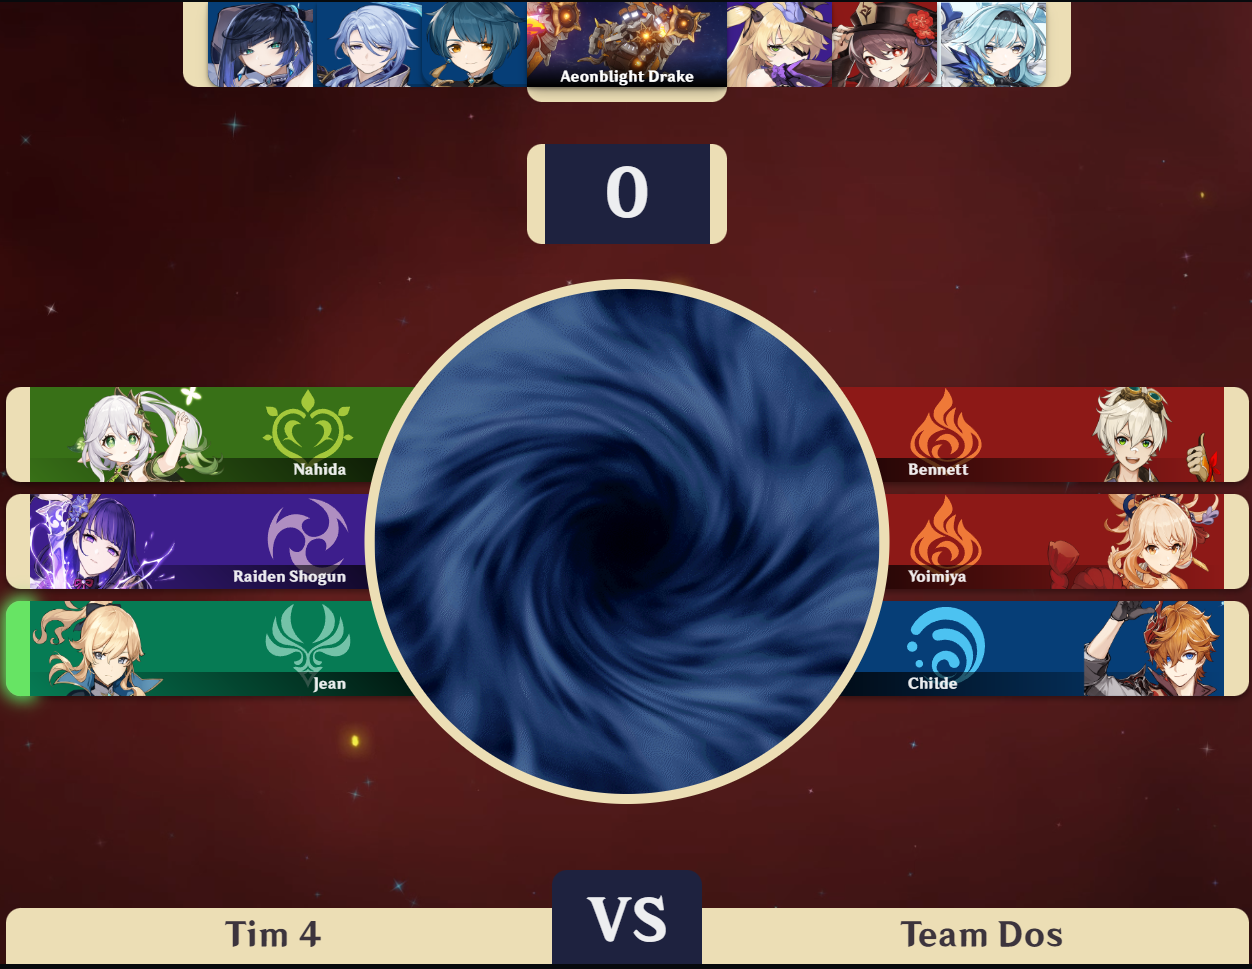 Aeonblight Drake
0
Nahida
Bennett
Raiden Shogun
Yoimiya
Jean
Childe
VS
Tim 4
Team Dos